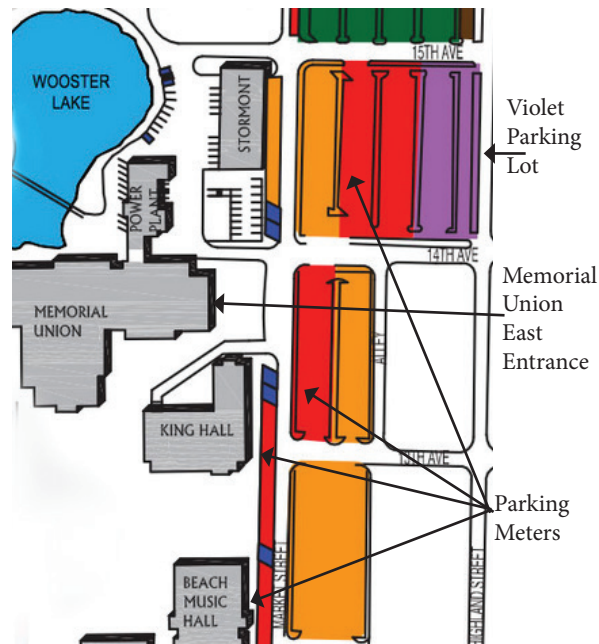 15TH AVE
WOOSTER
LAKE
STORMONT
Violet
Parking
Lot
POWER
PLANT
14TH AVE
MEMORIAL
UNION
Memorial
Union
East
Entrance
ALLEY
KING HALL
13TH AVE
Parking
Meters
BEACH
MUSIC
HALL
MARKEN STREET
HIGHLAND STREET